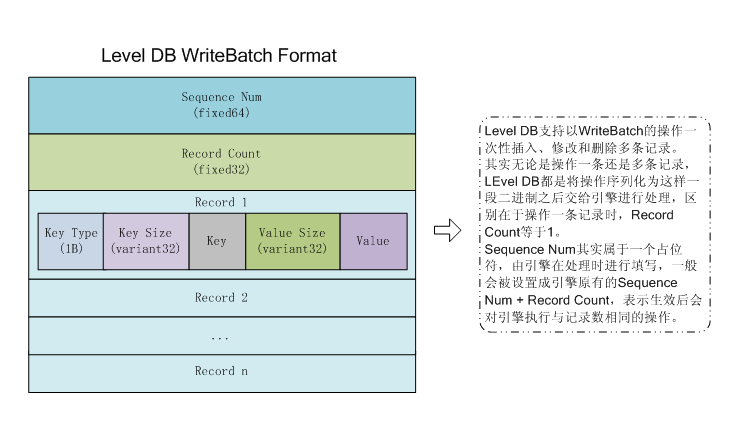 Level DB WriteBatch Format
Sequence Num
(fixed64)
Record Count
(fixed32)
Record 1
Key Type
(1B)
Key Size
(variant32)
Key
Value Size
(variant32)
Value
Record 2
...
Record n
Level DB支持以WriteBatch的操作一
次性插入、修改和删除多条记录。
其实无论是操作一条还是多条记录，
LEvel DB都是将操作序列化为这样一
段二进制之后交给引擎进行处理，区
别在于操作一条记录时，Record
Count等于1。
Sequence Num其实属于一个占位
符，由引擎在处理时进行填写，一般
会被设置成引擎原有的Sequence
Num + Record Count，表示生效后会
对引擎执行与记录数相同的操作。